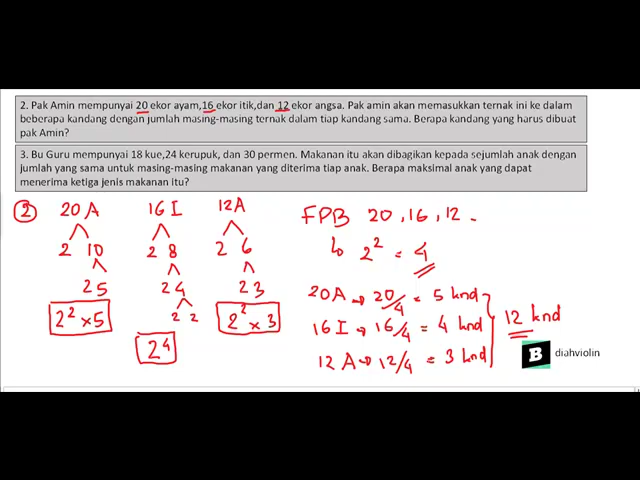 2. Pak Amin mempunyai 20 ekor ayam,16 ekor itik,dan 12 ekor angsa. Pak amin akan memasukkan ternak ini ke dalam
beberapa kandang dengan jumlah masing-masing ternak dalam tiap kandang sama. Berapa kandang yang harus dibuat
pak Amin?
3. Bu Guru mempunyai 18 kue,24 kerupuk, dan 30 permen. Makanan itu akan dibagikan kepada sejumlah anak dengan
jumlah yang sama untuk masing-masing makanan yang diterima tiap anak. Berapa maksimal anak yang dapat
menerima ketiga jenis makanan itu?
2 20 A 16 I 12 A
2 10 2 8 2 6
2 5 2 4 2 3
2 2
2² × 5 2² × 3
2⁴
FPB 20 , 16 , 12 .
↳ 2² = 4
20 A → 20/4 = 5 knd
16 I → 16/4 = 4 knd
12 A → 12/4 = 3 knd
12 knd
B diahviolin